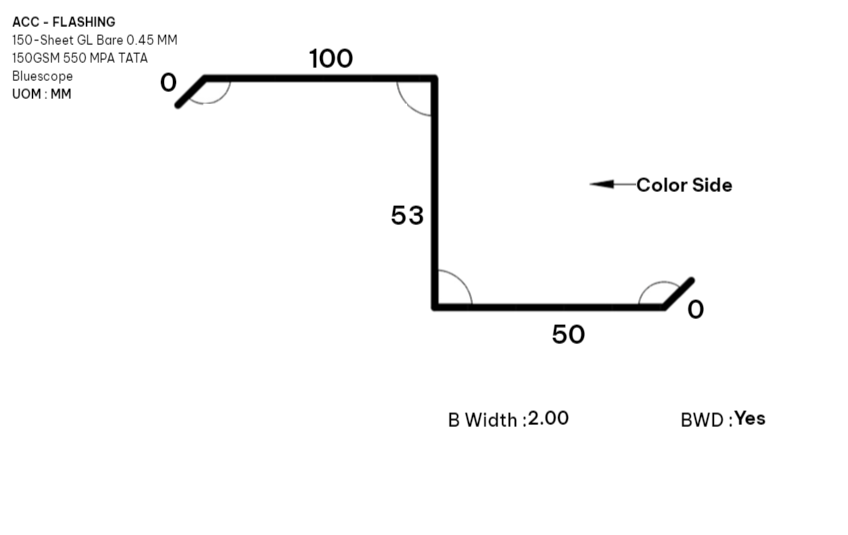 ACC - FLASHING
150-Sheet GL Bare 0.45 MM
150GSM 550 MPA TATA
Bluescope
UOM : MM
0
100
53
Color Side
0
50
B Width :2.00
BWD :Yes